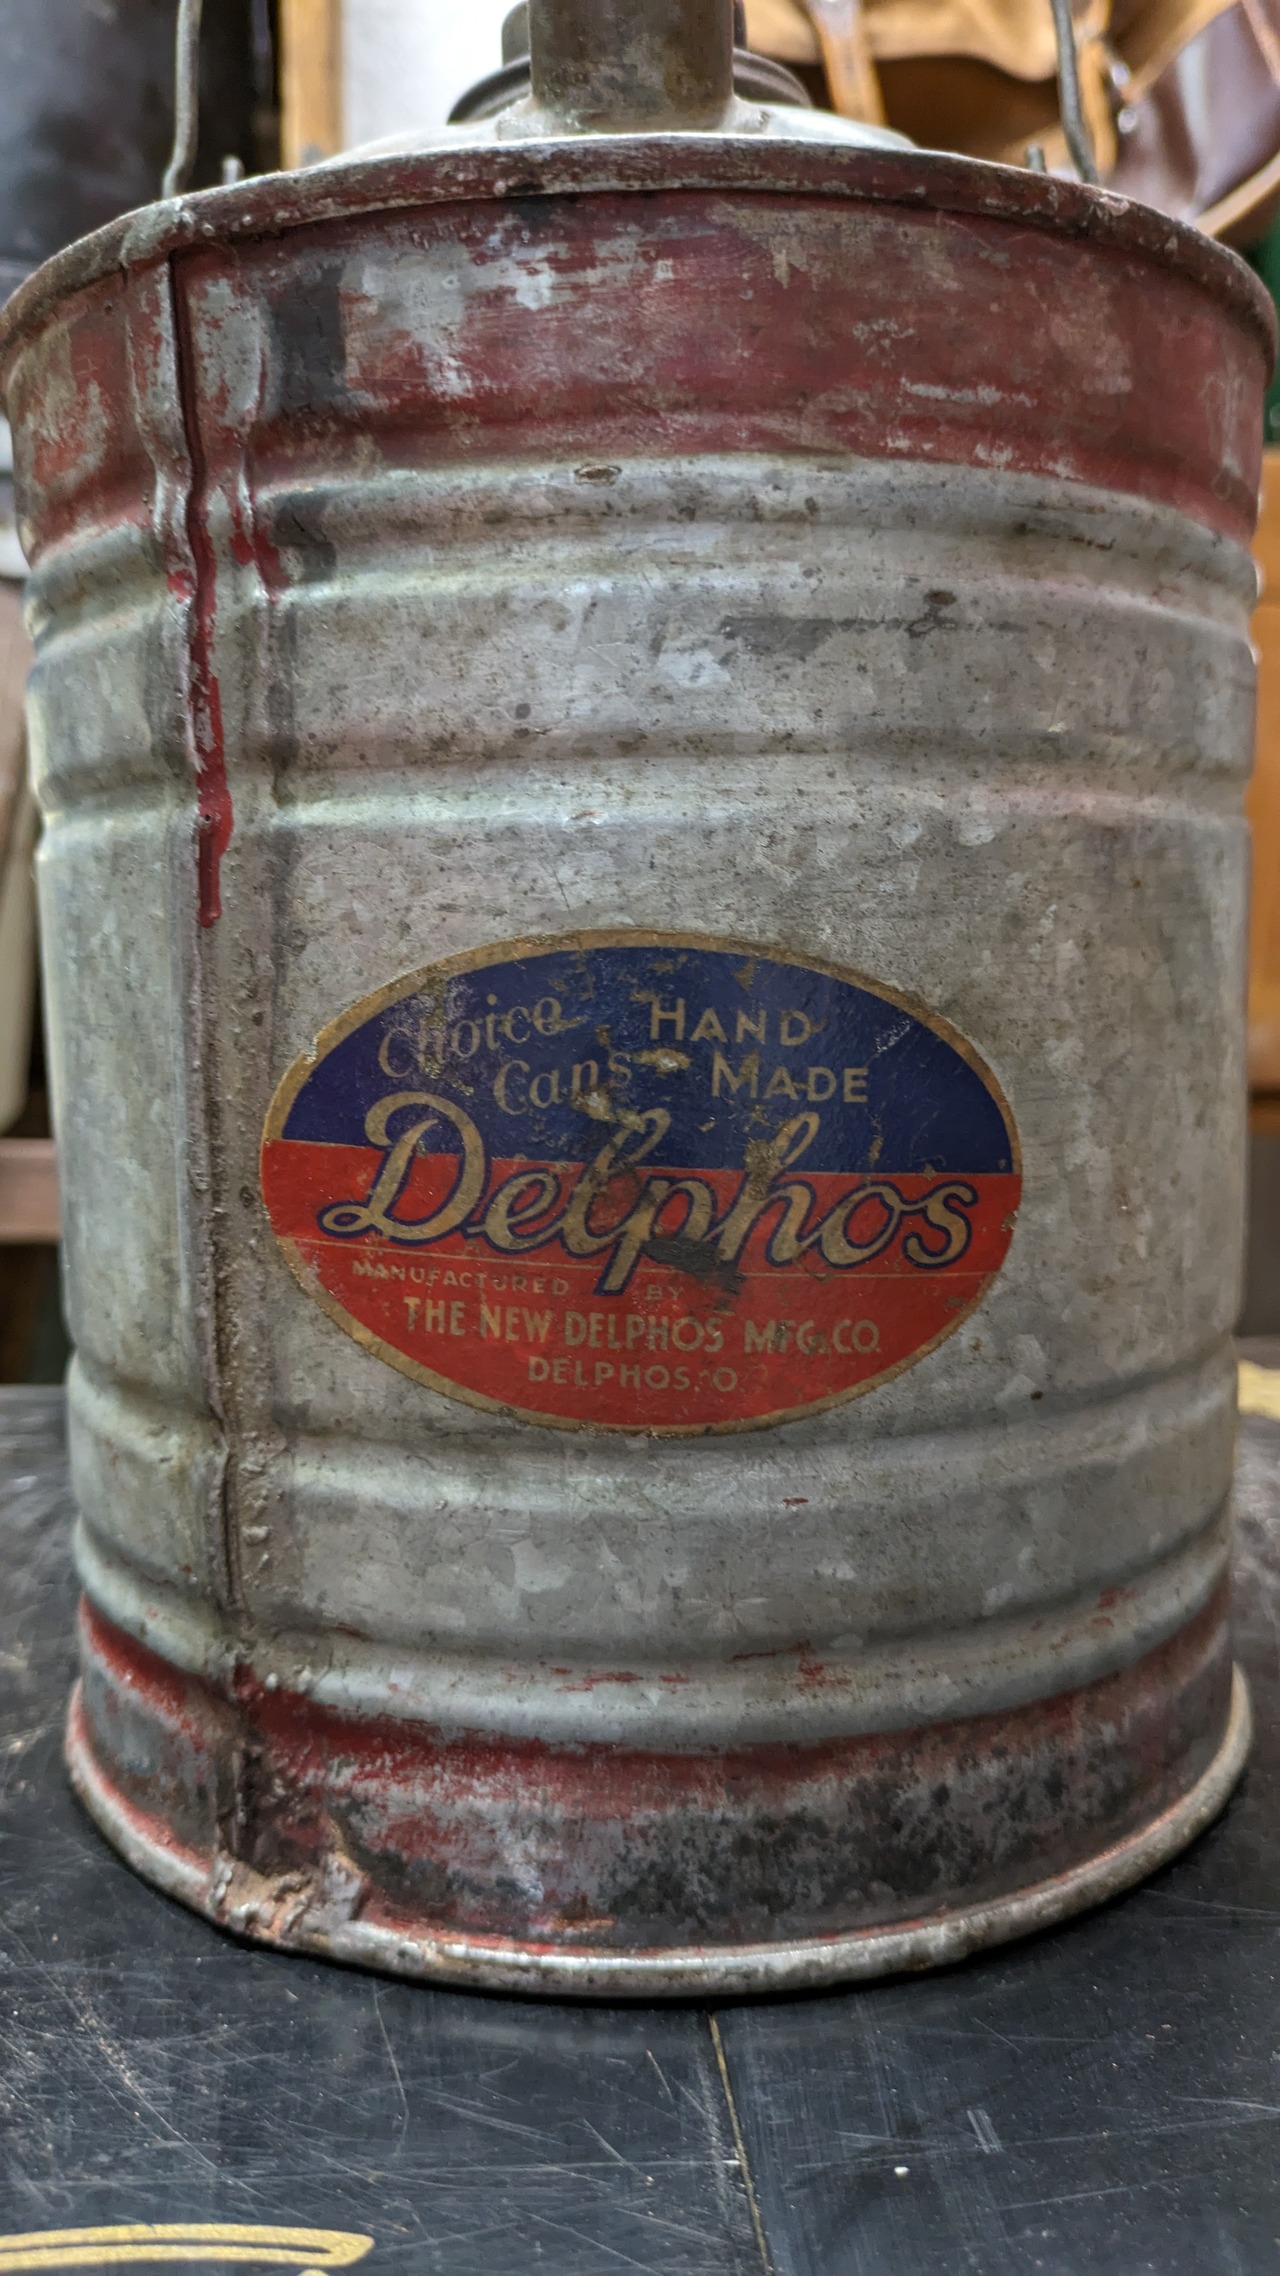 Choice HAND
Cans MADE
Delphos
MANUFACTURED BY
THE NEW DELPHOS MFG. CO.
DELPHOS, O.